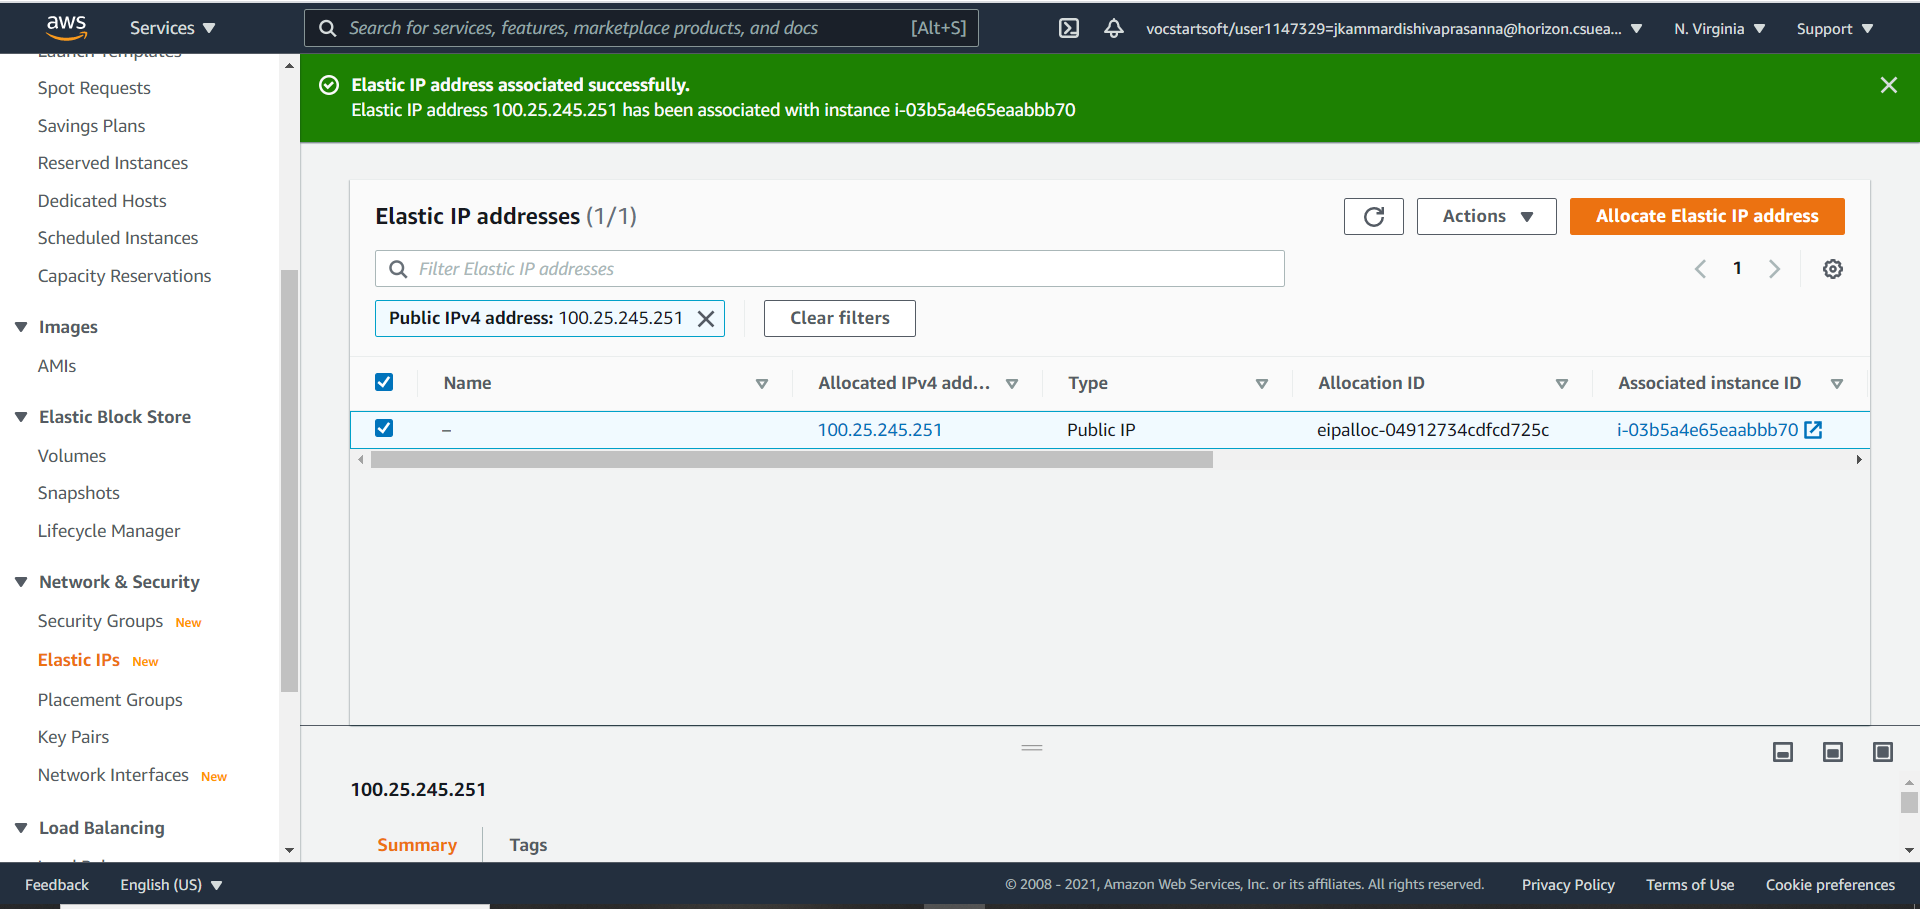 aws
Services
Search for services, features, marketplace products, and docs
[Alt+S]
vocstartsoft/user1147329=jkammardishivaprasanna@horizon.csuea...
N. Virginia
Support
Launch Templates
Spot Requests
Savings Plans
Reserved Instances
Dedicated Hosts
Scheduled Instances
Capacity Reservations
Images
AMIs
Elastic Block Store
Volumes
Snapshots
Lifecycle Manager
Network & Security
Security Groups New
Elastic IPs New
Placement Groups
Key Pairs
Network Interfaces New
Load Balancing
Elastic IP address associated successfully.
Elastic IP address 100.25.245.251 has been associated with instance i-03b5a4e65eaabbb70
Elastic IP addresses (1/1)
Actions
Allocate Elastic IP address
Filter Elastic IP addresses
1
Public IPv4 address: 100.25.245.251
Clear filters
Name
Allocated IPv4 add...
Type
Allocation ID
Associated instance ID
–
100.25.245.251
Public IP
eipalloc-04912734cdfcd725c
i-03b5a4e65eaabbb70
100.25.245.251
Summary
Tags
Feedback
English (US)
© 2008 - 2021, Amazon Web Services, Inc. or its affiliates. All rights reserved.
Privacy Policy
Terms of Use
Cookie preferences